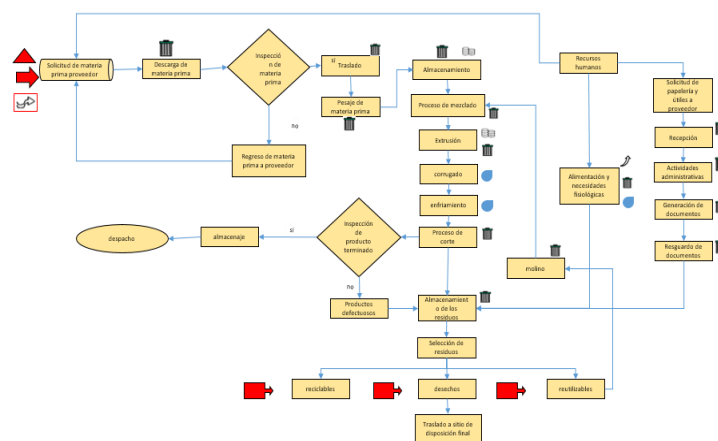 Solicitud de materia
prima proveedor
Descarga de
materia prima
Inspecció
n de
materia
prima
si
Traslado
Pesaje de
materia prima
Almacenamiento
Recursos
humanos
Solicitud de
papelería y
útiles a
proveedor
Proceso de mezclado
no
Regreso de materia
prima a proveedor
Extrusión
Recepción
corrugado
Alimentación y
necesidades
fisiológicas
Actividades
administrativas
enfriamiento
Generación de
documentos
despacho
almacenaje
si
Inspección
de
producto
terminado
Proceso de
corte
Resguardo de
documentos
molino
no
Productos
defectuosos
Almacenamient
o de los
residuos
Selección de
residuos
reciclables
desechos
reutilizables
Traslado a sitio de
disposición final